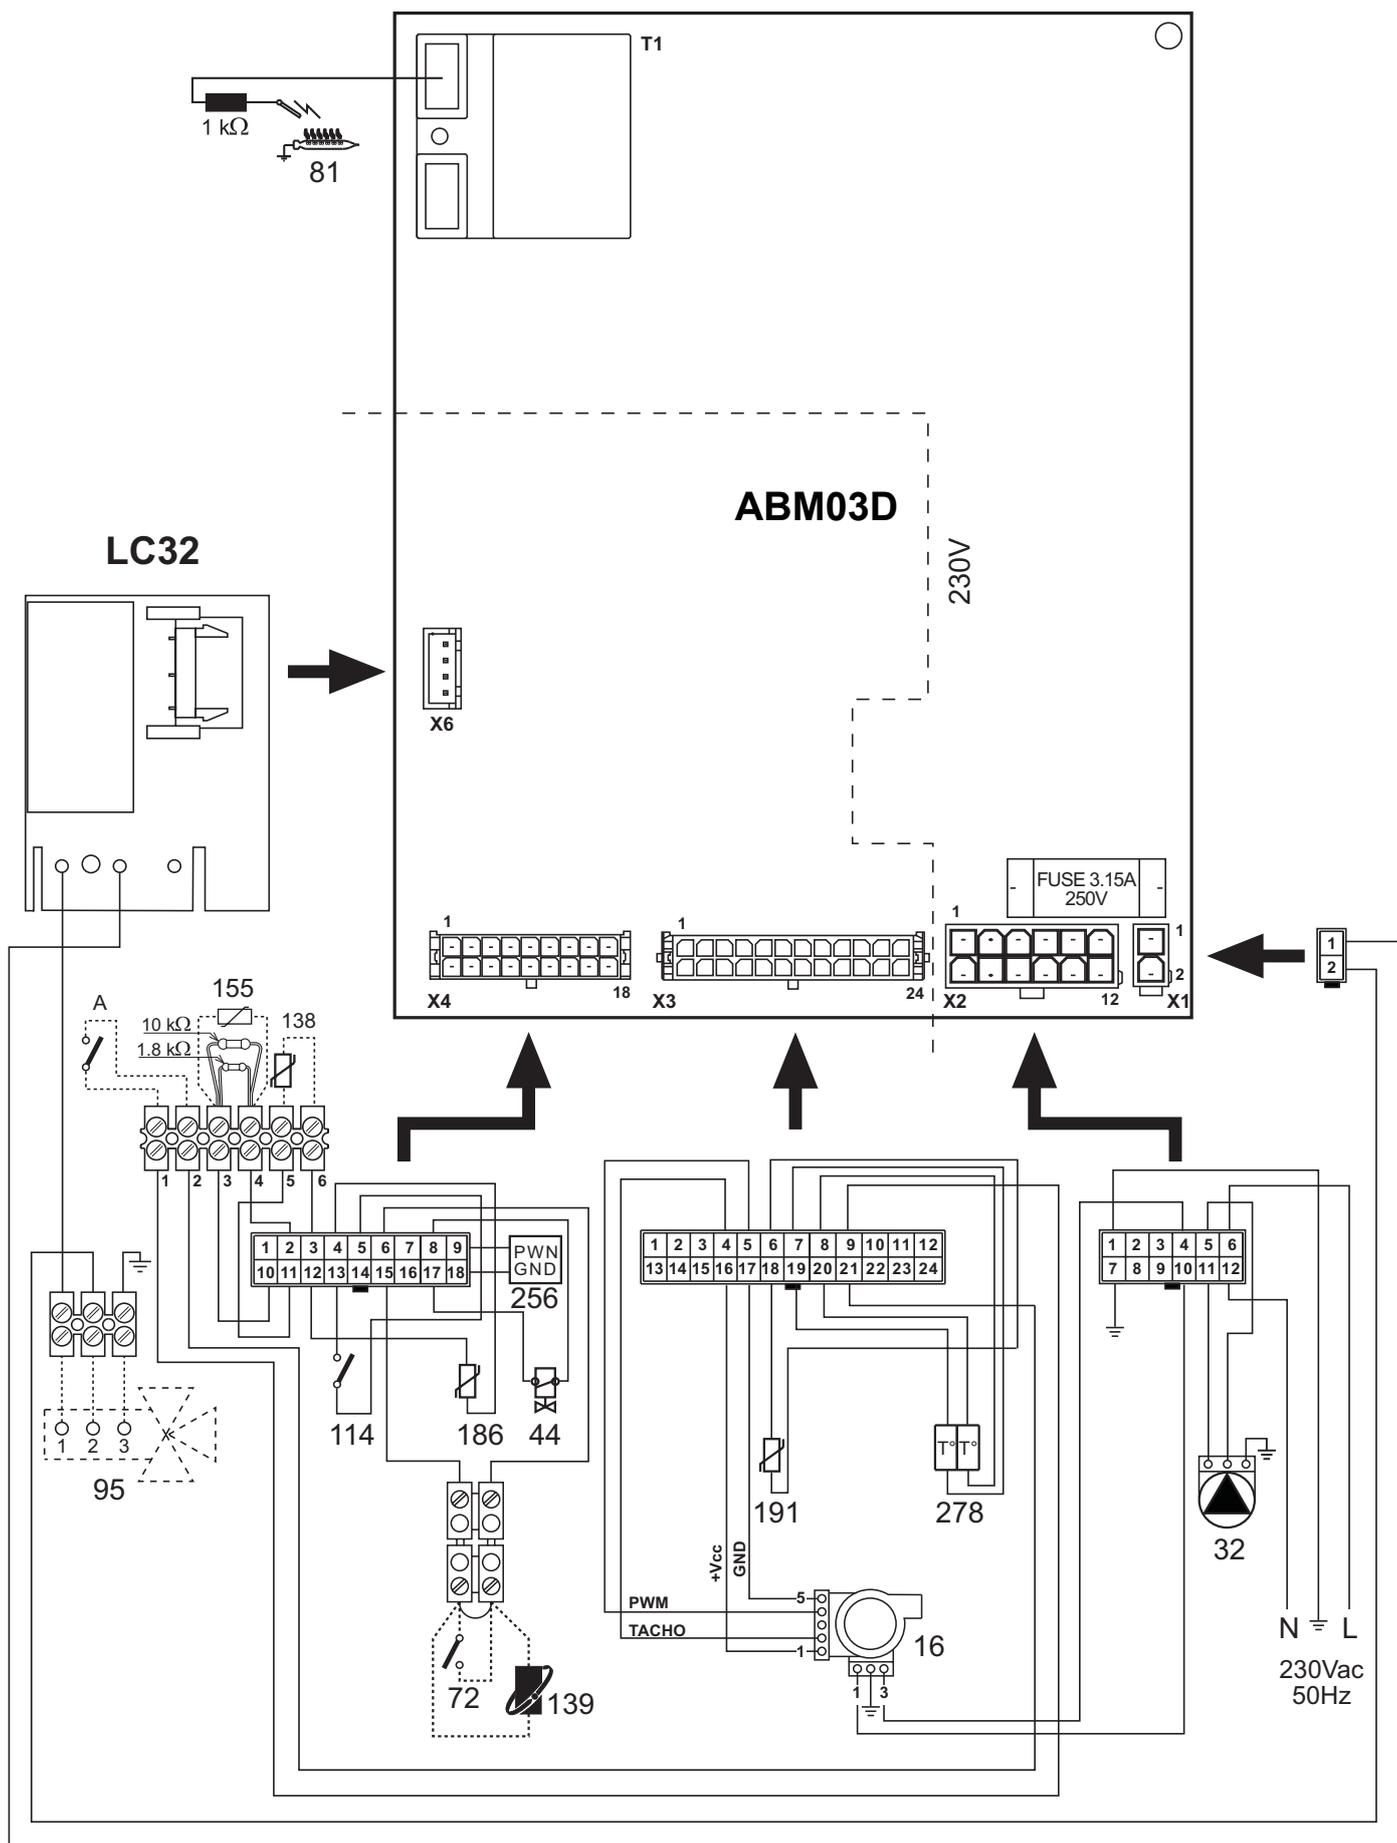 T1
1 kΩ
81
ABM03D
230V
LC32
X6
FUSE 3.15A
250V
1
1
1
1
2
X4
18
X3
24
X2
12
X1
1
2
A
155
138
10 kΩ
1.8 kΩ
1 2 3 4 5 6
1 2 3 4 5 6 7 8 9
10 11 12 13 14 15 16 17 18
PWN
GND
256
1 2 3 4 5 6 7 8 9 10 11 12
13 14 15 16 17 18 19 20 21 22 23 24
1 2 3 4 5 6
7 8 9 10 11 12
114
186
44
1 2 3
95
191
T° T°
278
32
+Vcc
GND
PWM
TACHO
5
1
16
1 3
72
139
N L
230Vac
50Hz